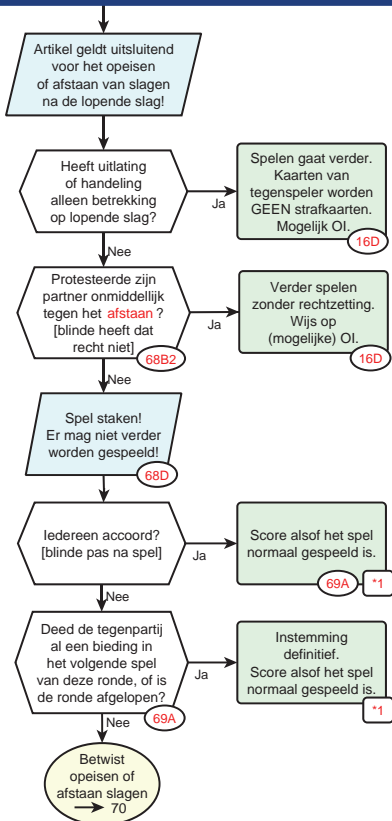 Artikel geldt uitsluitend
voor het opeisen
of afstaan van slagen
na de lopende slag!
Heeft uitlating
of handeling
alleen betrekking
op lopende slag?
Ja
Spelen gaat verder.
Kaarten van
tegenspeler worden
GEEN strafkaarten.
Mogelijk OI.
16D
Nee
Protesteerde zijn
partner onmiddellijk
tegen het afstaan?
[blinde heeft dat
recht niet]
68B2
Ja
Verder spelen
zonder rechtzetting.
Wijs op
(mogelijke) OI.
16D
Nee
Spel staken!
Er mag niet verder
worden gespeeld!
68D
Iedereen accoord?
[blinde pas na spel]
Ja
Score alsof het spel
normaal gespeeld is.
69A
*1
Nee
Deed de tegenpartij
al een bieding in
het volgende spel
van deze ronde, of is
de ronde afgelopen?
69A
Ja
Instemming
definitief.
Score alsof het spel
normaal gespeeld is.
*1
Nee
Betwist
opeisen of
afstaan slagen
→ 70